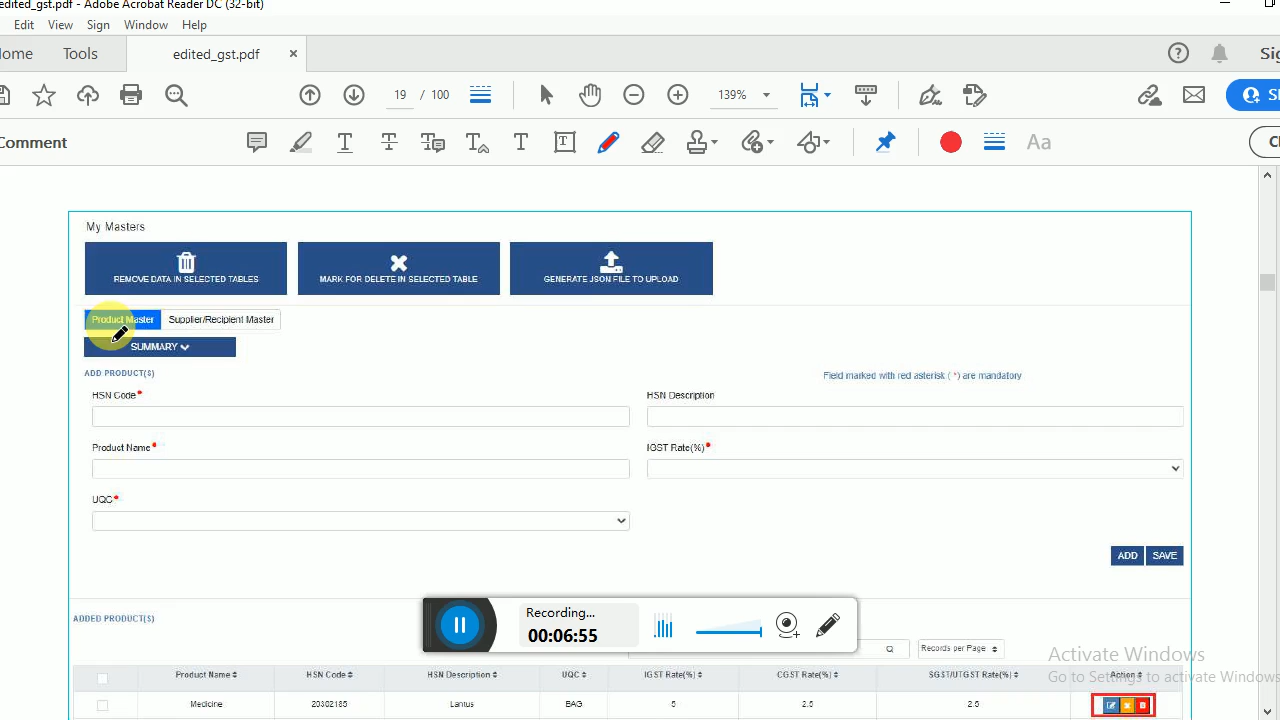 edited_gst.pdf - Adobe Acrobat Reader DC (32-bit)
Edit View Sign Window Help
Tools edited_gst.pdf ×
19 / 100 139%
Comment
Aa
My Masters
REMOVE DATA IN SELECTED TABLES
MARK FOR DELETE IN SELECTED TABLE
GENERATE JSON FILE TO UPLOAD
Product Master Supplier/Recipient Master
SUMMARY
ADD PRODUCT(S)
Field marked with red asterisk ( *) are mandatory
HSN Code* HSN Description
Product Name* IGST Rate(%)*
UQC*
ADD SAVE
ADDED PRODUCT(S)
Recording...
00:06:55
Records per Page
Activate Windows
Go to Settings to activate Windows.
Product Name HSN Code HSN Description UQC IGST Rate(%) CGST Rate(%) SGST/UTGST Rate(%) Action
Medicine Lantus BAG 5 2.5 2.5